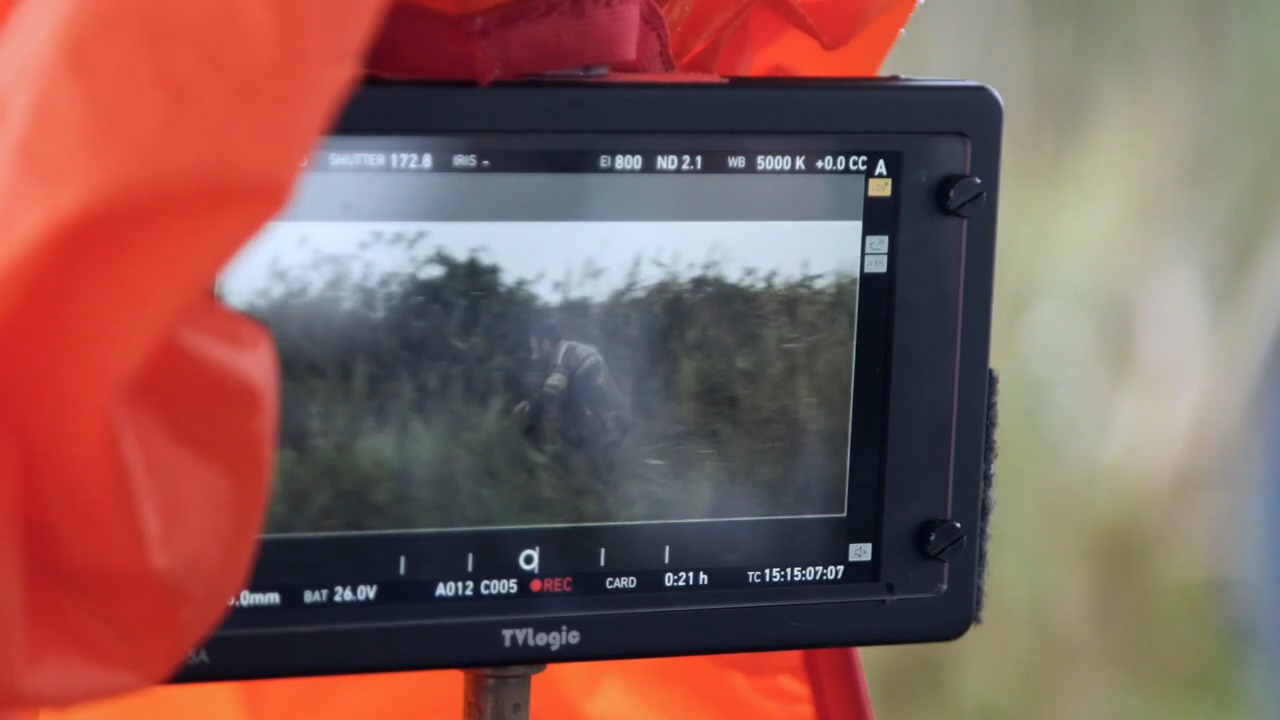 SHUTTER 172.8 IRIS - EI 800 ND 2.1 WB 5000 K +0.0 CC A
.0mm BAT 26.0V A012 C005 REC CARD 0:21 h TC 15:15:07:07
TVLogic